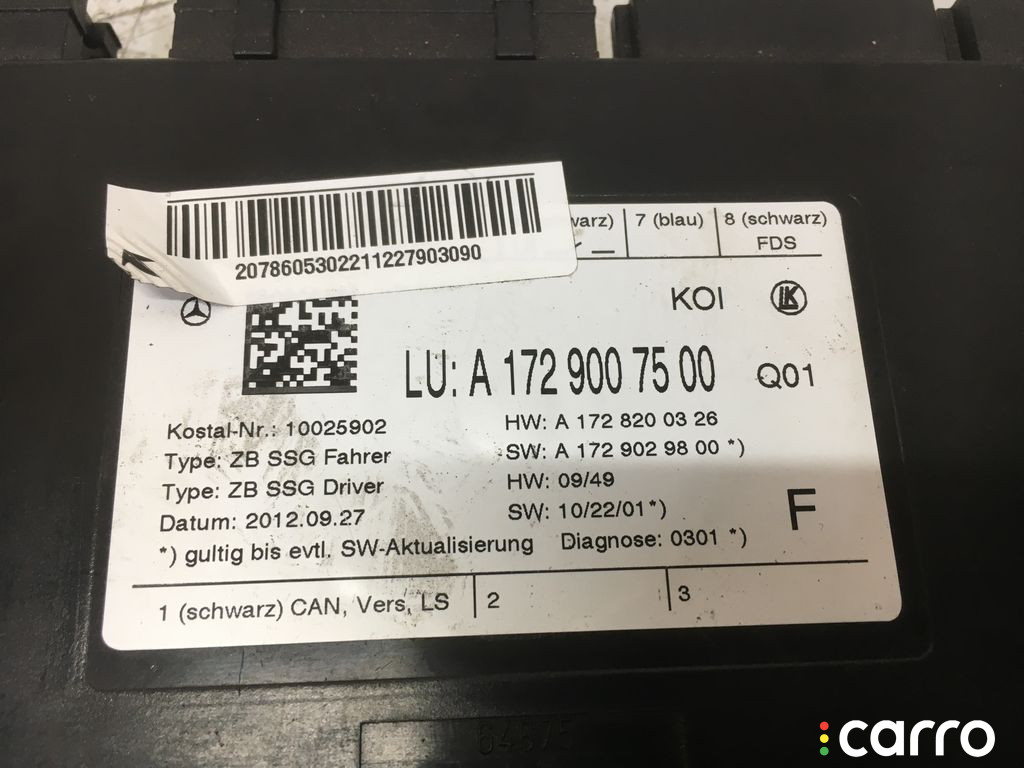 2078605302211227903090
warz)
7 (blau)
8 (schwarz)
FDS
KOI
LU: A 172 900 75 00
Q01
Kostal-Nr.: 10025902
Type: ZB SSG Fahrer
Type: ZB SSG Driver
Datum: 2012.09.27
*) gultig bis evtl. SW-Aktualisierung
HW: A 172 820 03 26
SW: A 172 902 98 00 *)
HW: 09/49
SW: 10/22/01*)
Diagnose: 0301 *)
F
1 (schwarz) CAN, Vers, LS
2
3
64575
carro